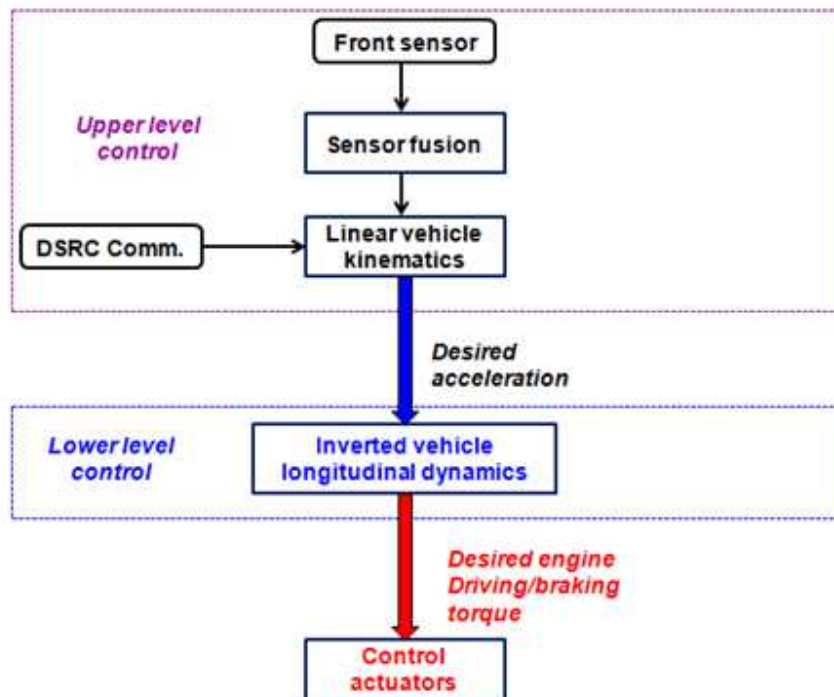 Front sensor
Upper level
control
Sensor fusion
DSRC Comm.
Linear vehicle
kinematics
Desired
acceleration
Lower level
control
Inverted vehicle
longitudinal dynamics
Desired engine
Driving/braking
torque
Control
actuators